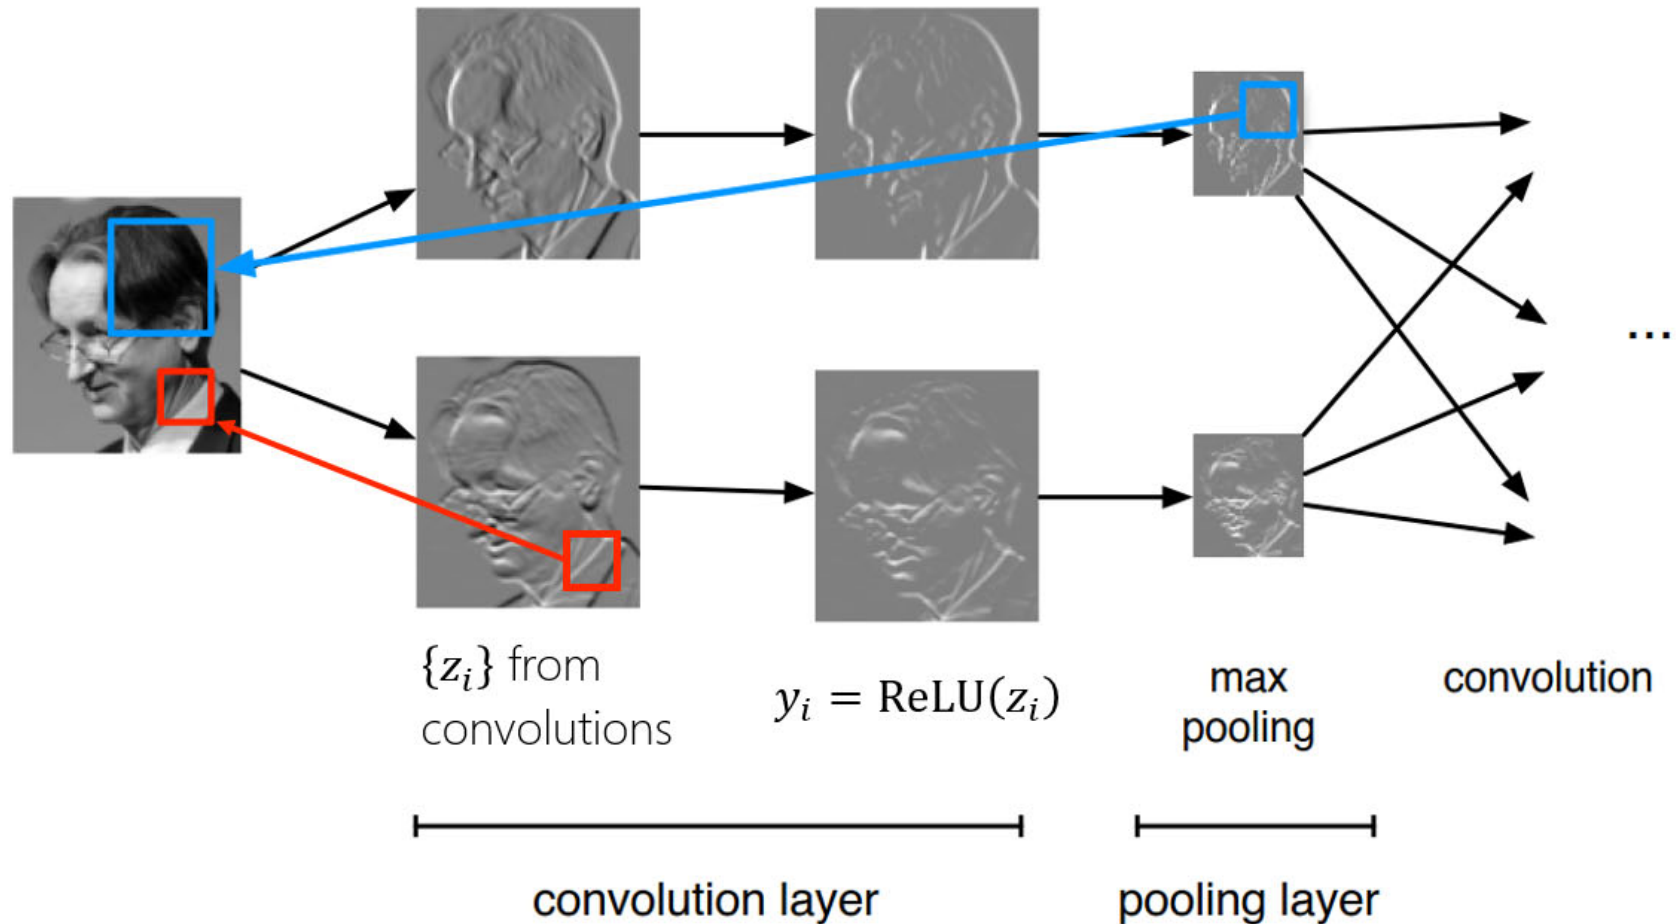 ...
{z_i} from
convolutions
y_i = ReLU(z_i)
max
pooling
convolution
convolution layer
pooling layer